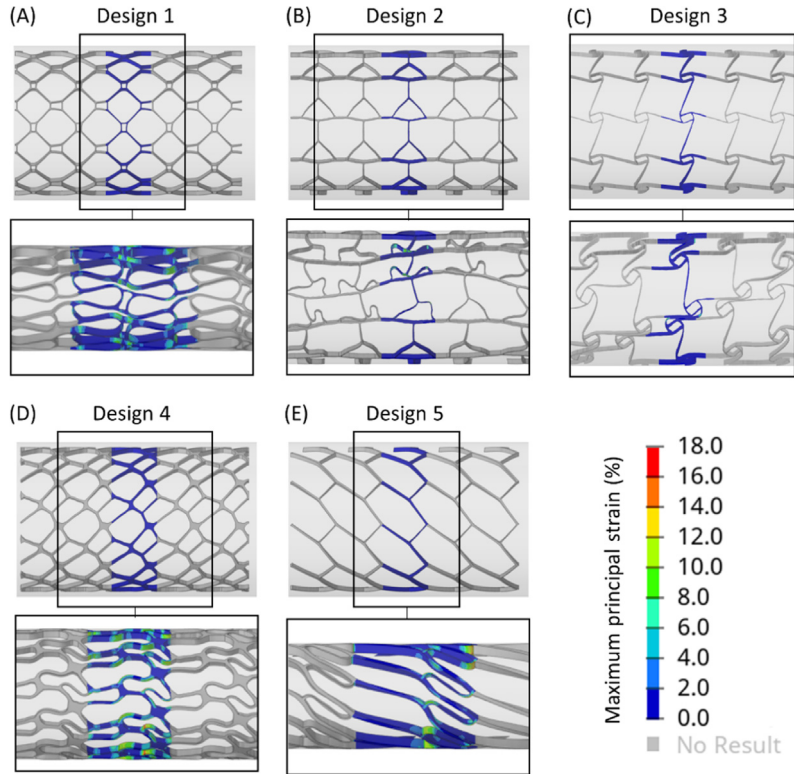 (A) Design 1
(B) Design 2
(C) Design 3
(D) Design 4
(E) Design 5
Maximum principal strain (%)
18.0
16.0
14.0
12.0
10.0
8.0
6.0
4.0
2.0
0.0
No Result